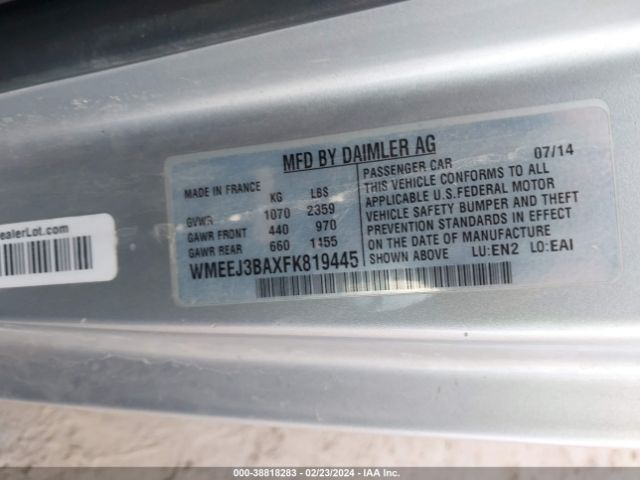 MFD BY DAIMLER AG
MADE IN FRANCE
KG LBS
GVWR 1070 2359
GAWR FRONT 440 970
GAWR REAR 660 1455
WMEEJ3BAXFK819445
PASSENGER CAR 07/14
THIS VEHICLE CONFORMS TO ALL
APPLICABLE U.S.FEDERAL MOTOR
VEHICLE SAFETY BUMPER AND THEFT
PREVENTION STANDARDS IN EFFECT
ON THE DATE OF MANUFACTURE
SHOWN ABOVE LU:EN2 LO:EAI
ealerLot.com
000-38818283 - 02/23/2024 - IAA Inc.